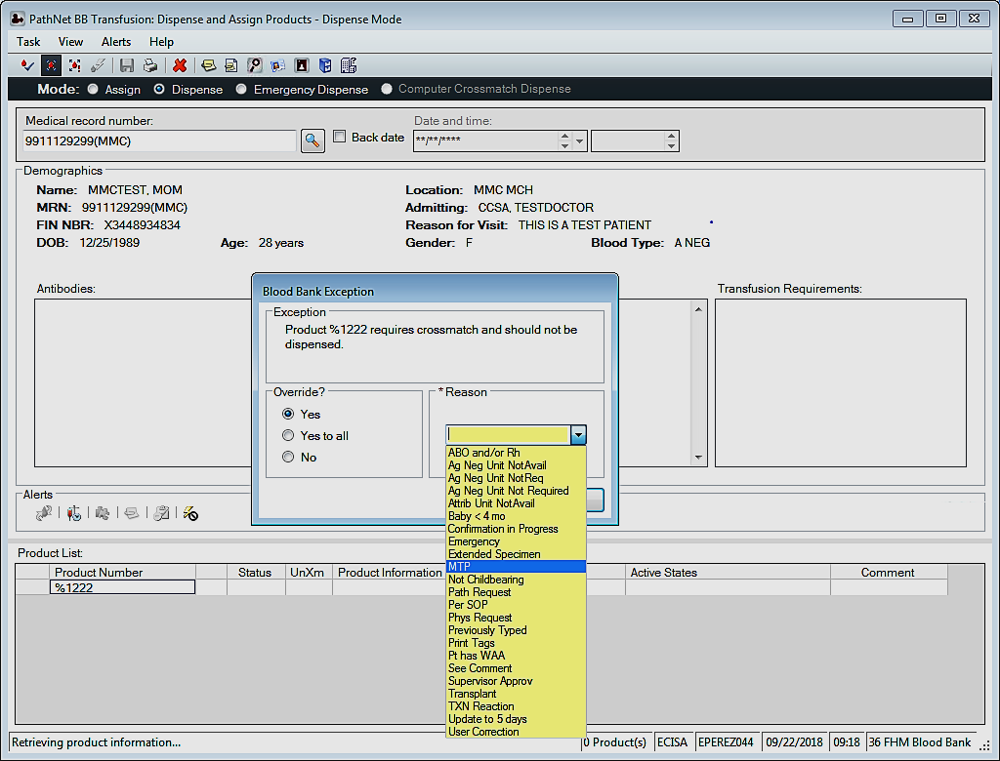 PathNet BB Transfusion: Dispense and Assign Products - Dispense Mode
Task View Alerts Help
Mode: Assign Dispense Emergency Dispense Computer Crossmatch Dispense
Medical record number:
9911129299(MMC)
Back date
Date and time:
**/**/****
Demographics
Name: MMCTEST, MOM
MRN: 9911129299(MMC)
FIN NBR: X3448934834
DOB: 12/25/1989
Age: 28 years
Location: MMC MCH
Admitting: CCSA, TESTDOCTOR
Reason for Visit: THIS IS A TEST PATIENT
Gender: F
Blood Type: A NEG
Antibodies:
Transfusion Requirements:
Blood Bank Exception
Exception
Product %1222 requires crossmatch and should not be
dispensed.
Override?
Yes
Yes to all
No
*Reason
ABO and/or Rh
Ag Neg Unit NotAvail
Ag Neg Unit NotReq
Ag Neg Unit Not Required
Attrib Unit NotAvail
Baby < 4 mo
Confirmation in Progress
Emergency
Extended Specimen
MTP
Not Childbearing
Path Request
Per SOP
Phys Request
Previously Typed
Print Tags
Pt has WAA
See Comment
Supervisor Approv
Transplant
TXN Reaction
Update to 5 days
User Correction
Alerts
Product List:
Product Number Status UnXm Product Information Active States Comment
%1222
Retrieving product information... 0 Product(s) ECISA EPEREZ044 09/22/2018 09:18 36 FHM Blood Bank